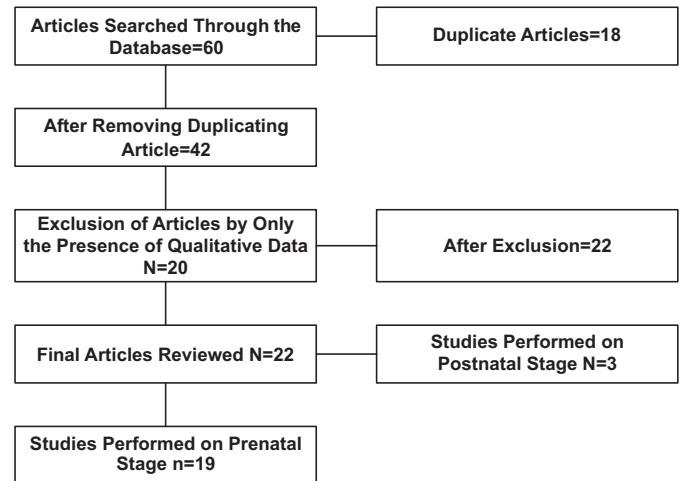 Articles Searched Through the
Database=60
Duplicate Articles=18
After Removing Duplicating
Article=42
Exclusion of Articles by Only
the Presence of Qualitative Data
N=20
After Exclusion=22
Final Articles Reviewed N=22
Studies Performed on
Postnatal Stage N=3
Studies Performed on Prenatal
Stage n=19